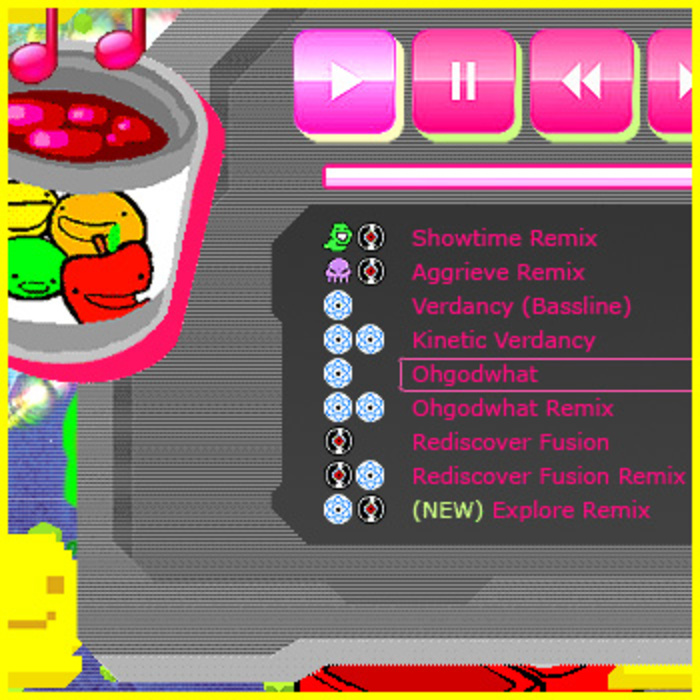 Showtime Remix
Aggrieve Remix
Verdancy (Bassline)
Kinetic Verdancy
Ohgodwhat
Ohgodwhat Remix
Rediscover Fusion
Rediscover Fusion Remix
(NEW) Explore Remix